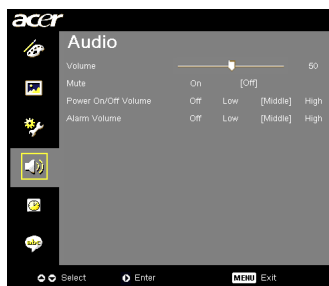 acer
Audio
Volume 50
Mute On [Off]
Power On/Off Volume Off Low [Middle] High
Alarm Volume Off Low [Middle] High
abc
Select Enter MENU Exit